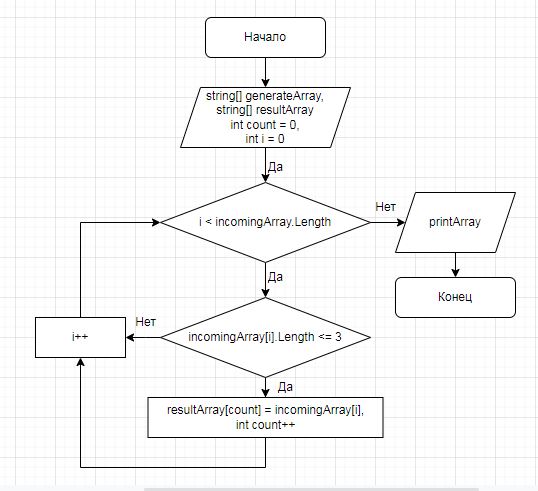 Начало
string[] generateArray,
string[] resultArray
int count = 0,
int i = 0
Да
i < incomingArray.Length
Нет
printArray
Да
Конец
incomingArray[i].Length <= 3
Нет
i++
Да
resultArray[count] = incomingArray[i],
int count++